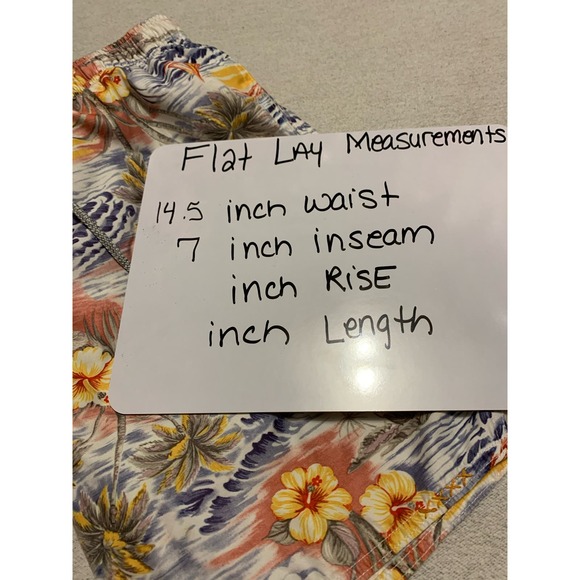 Flat LAY Measurements
14.5 inch waist
7 inch inseam
inch RISE
inch Length